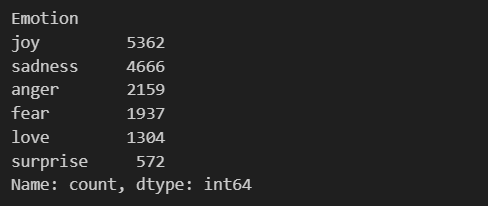 Emotion
joy         5362
sadness     4666
anger       2159
fear        1937
love        1304
surprise     572
Name: count, dtype: int64